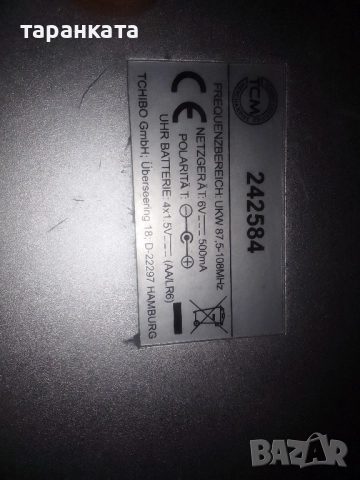 таранката
TCM
242584
FREQUENZBEREICH: UKW 87,5-108MHz
NETZGERÄT: 6V 500mA
POLARITÄT:
UHR BATTERIE: 4x1.5V (AA/LR6)
TCHIBO GmbH; Überseering 18; D-22297 HAMBURG
CE
BAZAR